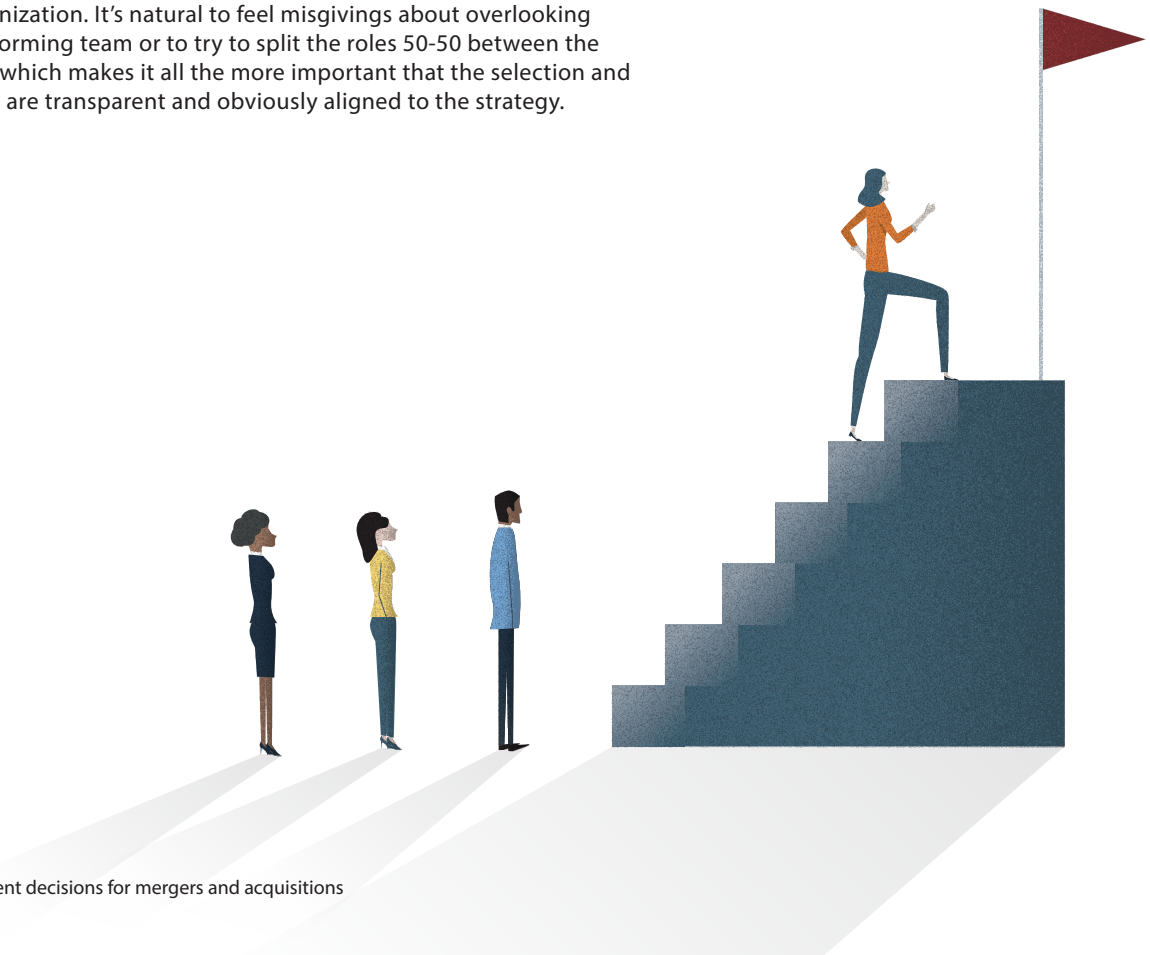 nization. It’s natural to feel misgivings about overlooking
orming team or to try to split the roles 50-50 between the
which makes it all the more important that the selection and
are transparent and obviously aligned to the strategy.
ent decisions for mergers and acquisitions